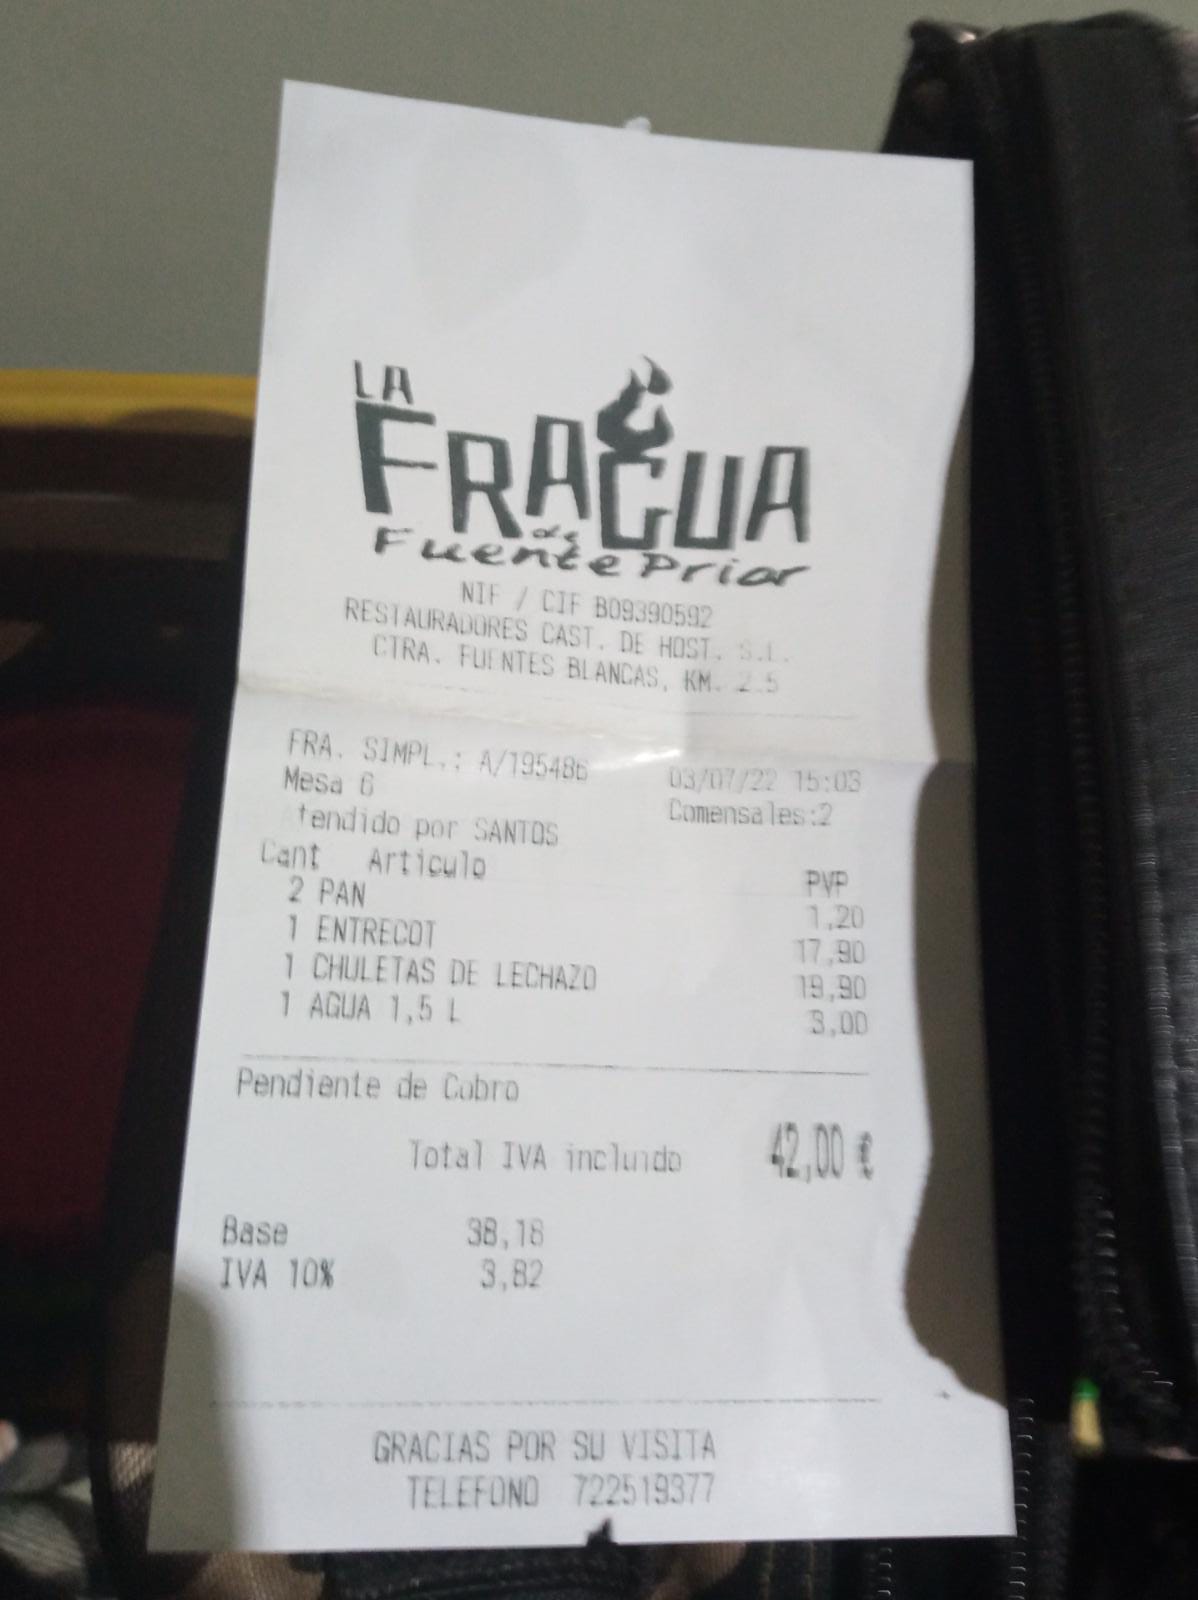 LA
FRAGUA
de
Fuente Prior
NIF / CIF B09390592
RESTAURADORES CAST. DE HOST. S.L.
CTRA. FUENTES BLANCAS, KM. 2.5
FRA. SIMPL.: A/195486 03/07/22 15:03
Mesa 6 Comensales:2
tendido por SANTOS
Cant Articulo PVP
2 PAN 1,20
1 ENTRECOT 17,90
1 CHULETAS DE LECHAZO 19,90
1 AGUA 1,5 L 3,00
Pendiente de Cobro
Total IVA incluido 42,00 €
Base 38,18
IVA 10% 3,82
GRACIAS POR SU VISITA
TELEFONO 722519377